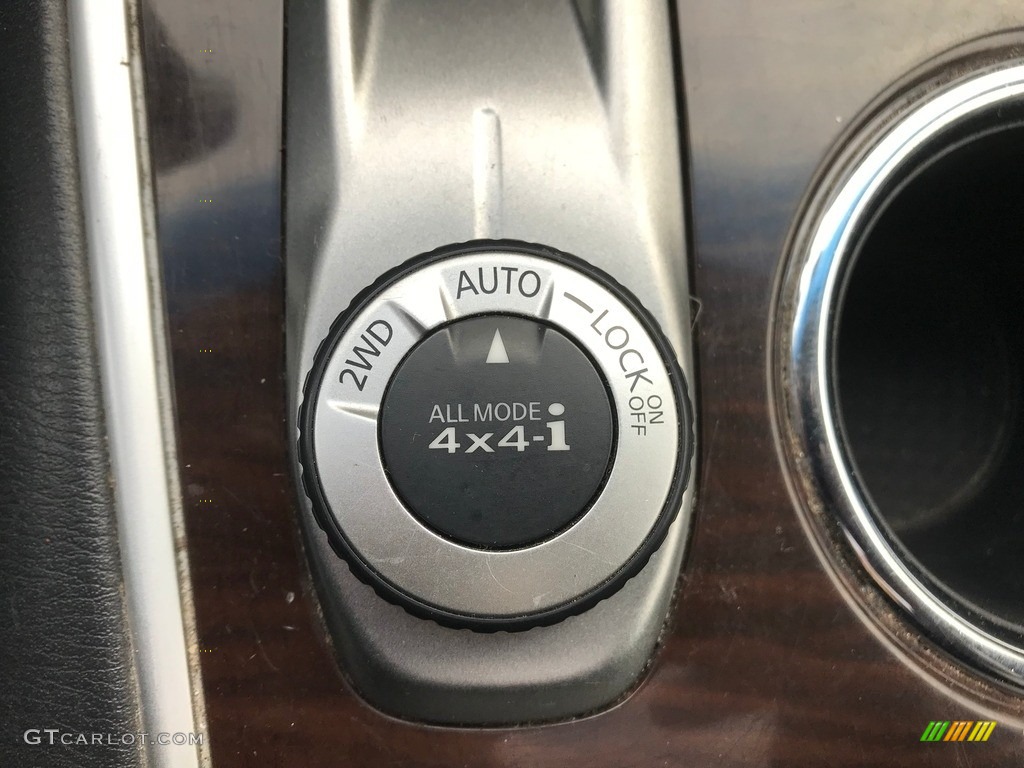 AUTO
2WD
LOCK
ON
OFF
ALL MODE
4x4-i
GTCARLOT.COM